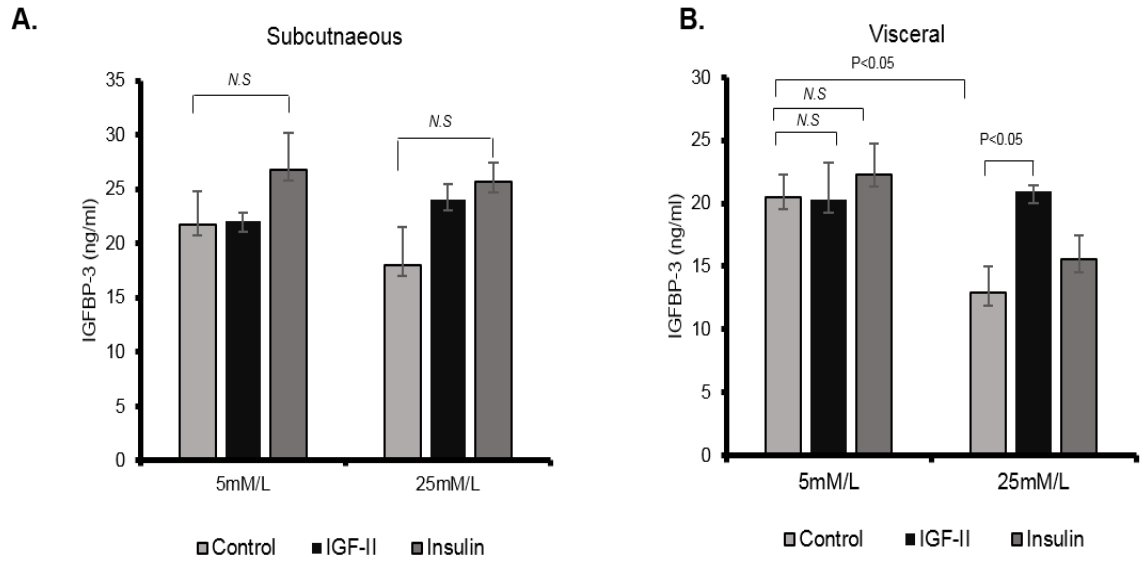 A.
Subcutnaeous
IGFBP-3 (ng/ml)
35
30
25
20
15
10
5
0
N.S
N.S
5mM/L
25mM/L
Control
IGF-II
Insulin
B.
Visceral
IGFBP-3 (ng/ml)
30
25
20
15
10
5
0
P<0.05
N.S
N.S
P<0.05
5mM/L
25mM/L
Control
IGF-II
Insulin